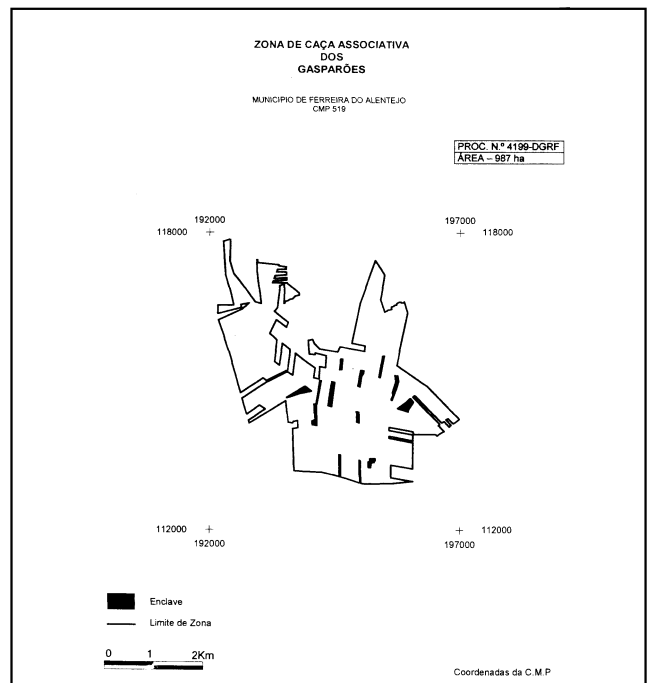 ZONA DE CAÇA ASSOCIATIVA
DOS
GASPARÕES
MUNICIPIO DE FERREIRA DO ALENTEJO
CMP 519
PROC. N.º 4199-DGRF
ÁREA – 987 ha
192000
118000
197000
118000
112000
192000
112000
197000
Enclave
Limite de Zona
0 1 2Km
Coordenadas da C.M.P